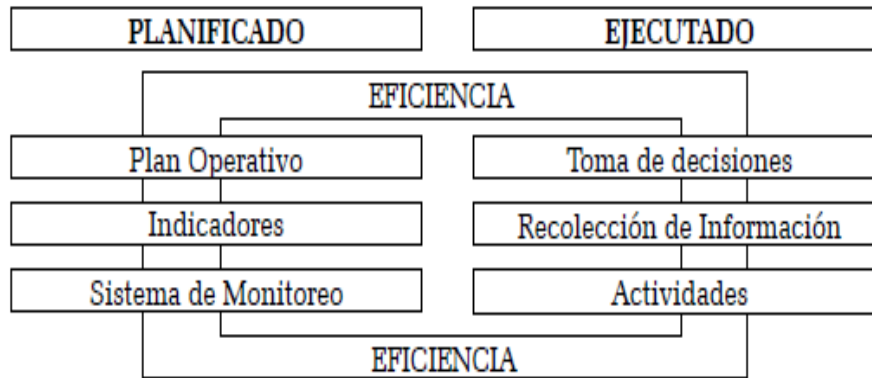 PLANIFICADO EJECUTADO
EFICIENCIA
Plan Operativo Toma de decisiones
Indicadores Recolección de Información
Sistema de Monitoreo Actividades
EFICIENCIA